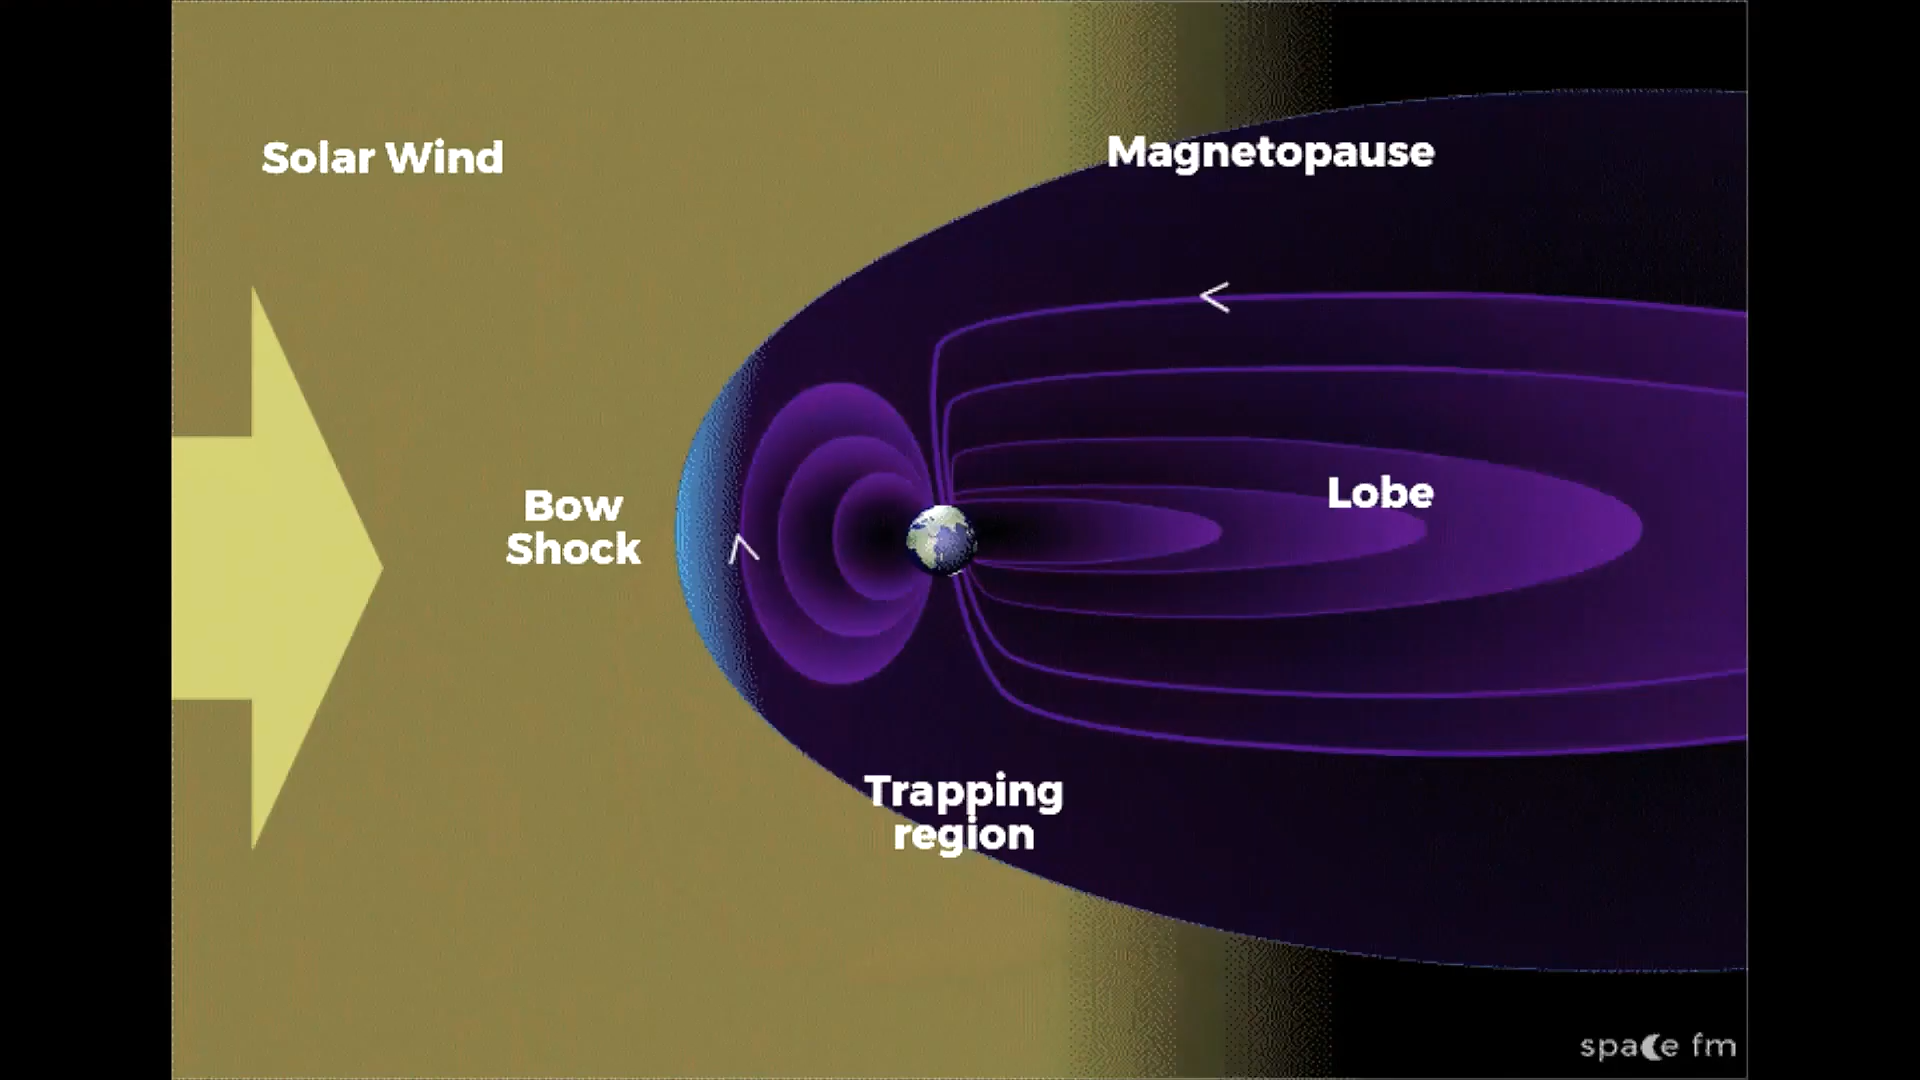 Solar Wind
Magnetopause
Bow
Shock
Lobe
Trapping
region
space fm